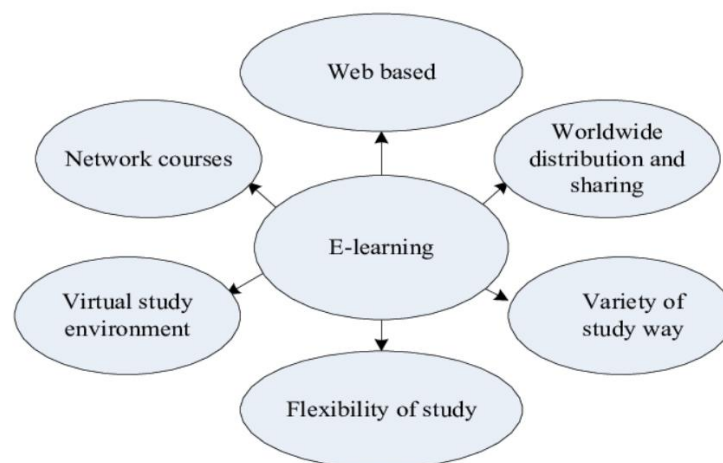 Web based
Network courses
Worldwide
distribution and
sharing
E-learning
Virtual study
environment
Variety of
study way
Flexibility of study